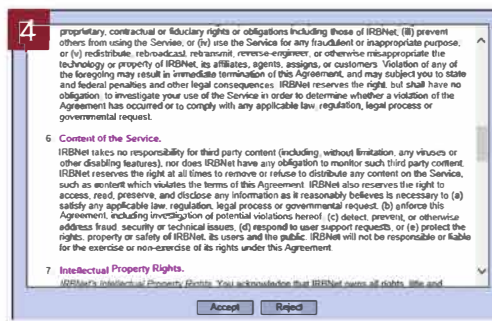 4
proprietary, contractual or fiduciary rights or obligations including those of IRBNet, (iii) prevent
others from using the Service, or (iv) use the Service for any fraudulent or inappropriate purpose,
or (v) redistribute, rebroadcast, retransmit, reverse-engineer, or otherwise misappropriate the
technology or property of IRBNet, its affiliates, agents, assigns, or customers. Violation of any of
the foregoing may result in immediate termination of this Agreement, and may subject you to state
and federal penalties and other legal consequences. IRBNet reserves the right, but shall have no
obligation, to investigate your use of the Service in order to determine whether a violation of the
Agreement has occurred or to comply with any applicable law, regulation, legal process or
governmental request.
6 Content of the Service.
IRBNet takes no responsibility for third party content (including, without limitation, any viruses or
other disabling features), nor does IRBNet have any obligation to monitor such third party content.
IRBNet reserves the right at all times to remove or refuse to distribute any content on the Service,
such as content which violates the terms of this Agreement. IRBNet also reserves the right to
access, read, preserve, and disclose any information as it reasonably believes is necessary to (a)
satisfy any applicable law, regulation, legal process or governmental request, (b) enforce this
Agreement, including investigation of potential violations hereof, (c) detect, prevent, or otherwise
address fraud, security or technical issues, (d) respond to user support requests, or (e) protect the
rights, property or safety of IRBNet, its users and the public. IRBNet will not be responsible or liable
for the exercise or non-exercise of its rights under this Agreement.
7 Intellectual Property Rights.
IRBNet's Intellectual Property Rights. You acknowledge that IRBNet owns all rights, title and
Accept Reject